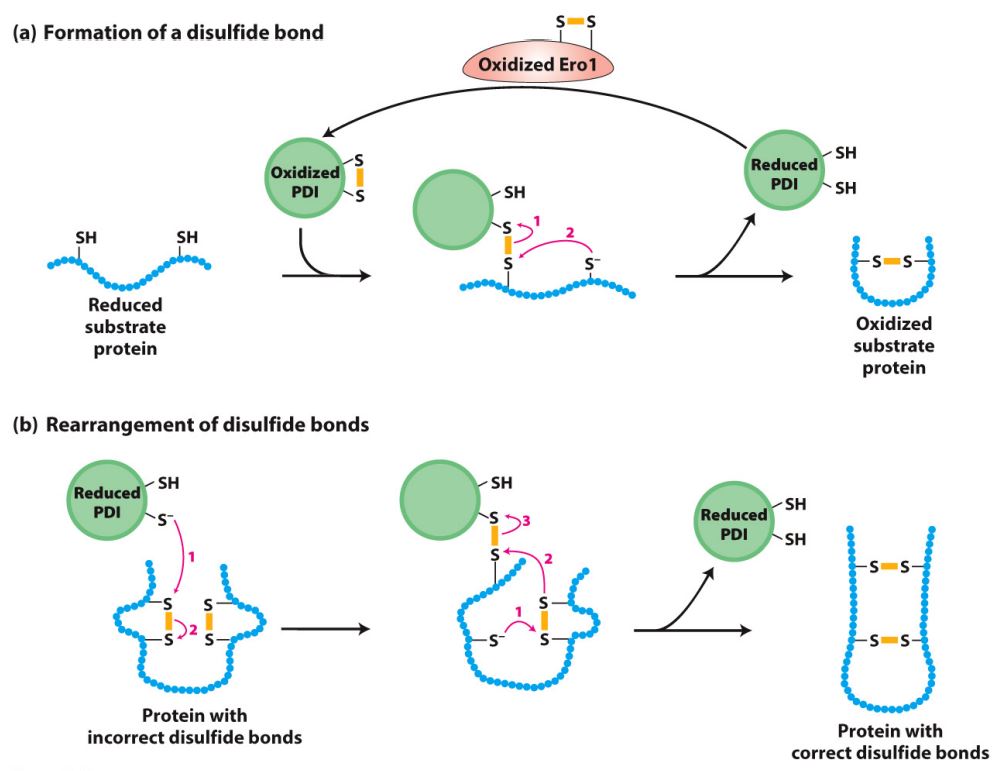 (a) Formation of a disulfide bond
S S
Oxidized Ero1
Oxidized
PDI
S
S
Reduced
PDI
SH
SH
SH
SH
Reduced
substrate
protein
SH
S
1
S
2
S⁻
S S
Oxidized
substrate
protein
(b) Rearrangement of disulfide bonds
Reduced
PDI
SH
S⁻
1
S
S
2
S
S
Protein with
incorrect disulfide bonds
SH
S
3
S
2
S
1
S⁻
S
Reduced
PDI
SH
SH
S S
S S
Protein with
correct disulfide bonds